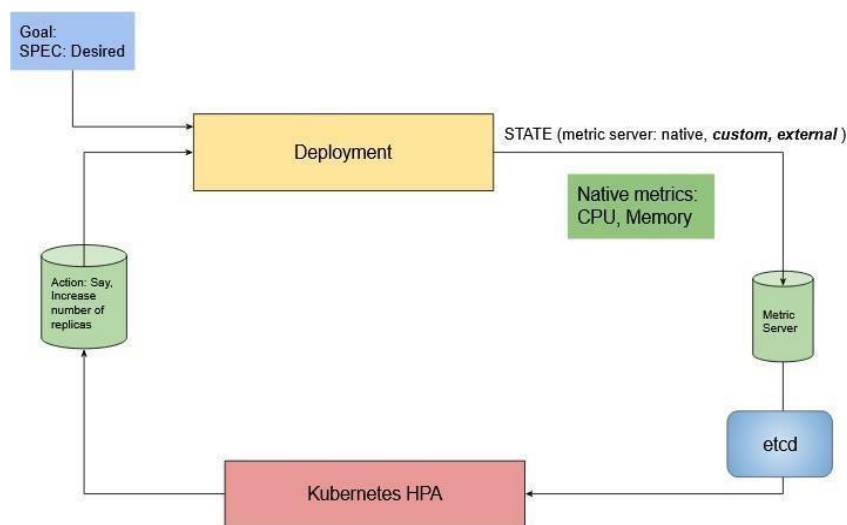 Goal:
SPEC: Desired
Deployment
STATE (metric server: native, custom, external )
Native metrics:
CPU, Memory
Action: Say,
Increase
number of
replicas
Metric
Server
etcd
Kubernetes HPA